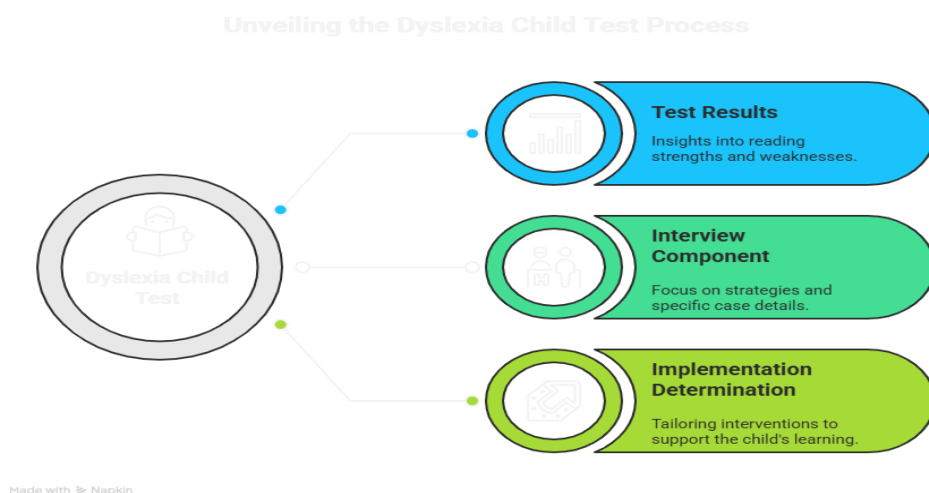 Unveiling the Dyslexia Child Test Process
Test Results
Insights into reading
strengths and weaknesses.
Dyslexia Child
Test
Interview
Component
Focus on strategies and
specific case details.
Implementation
Determination
Tailoring interventions to
support the child's learning.
Made with Napkin